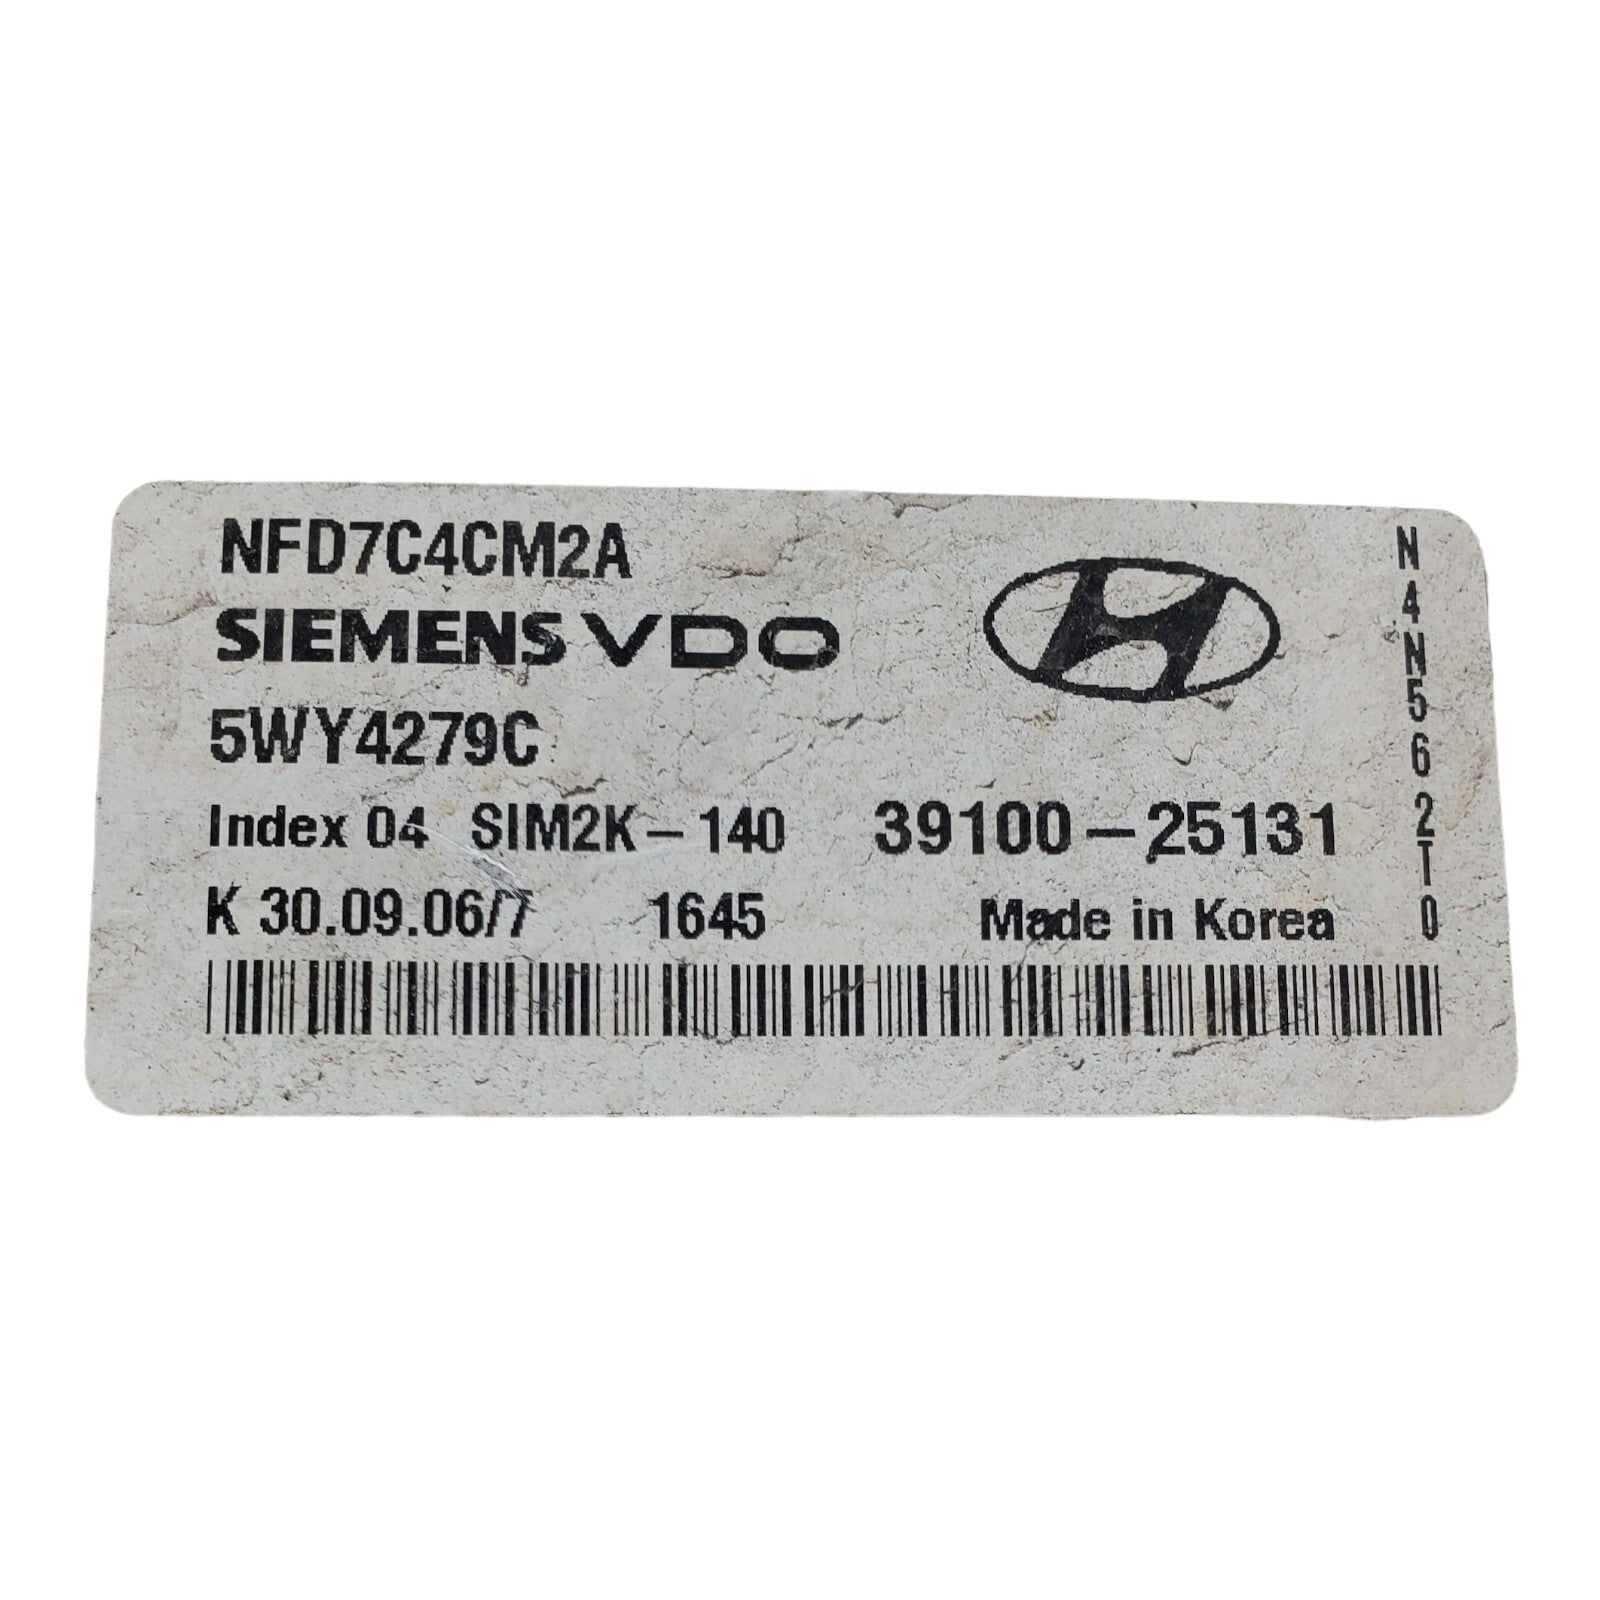 NFD7C4CM2A
SIEMENS VDO
5WY4279C
Index 04 SIM2K-140 39100-25131
K 30.09.06/7 1645 Made in Korea
N4N562T0